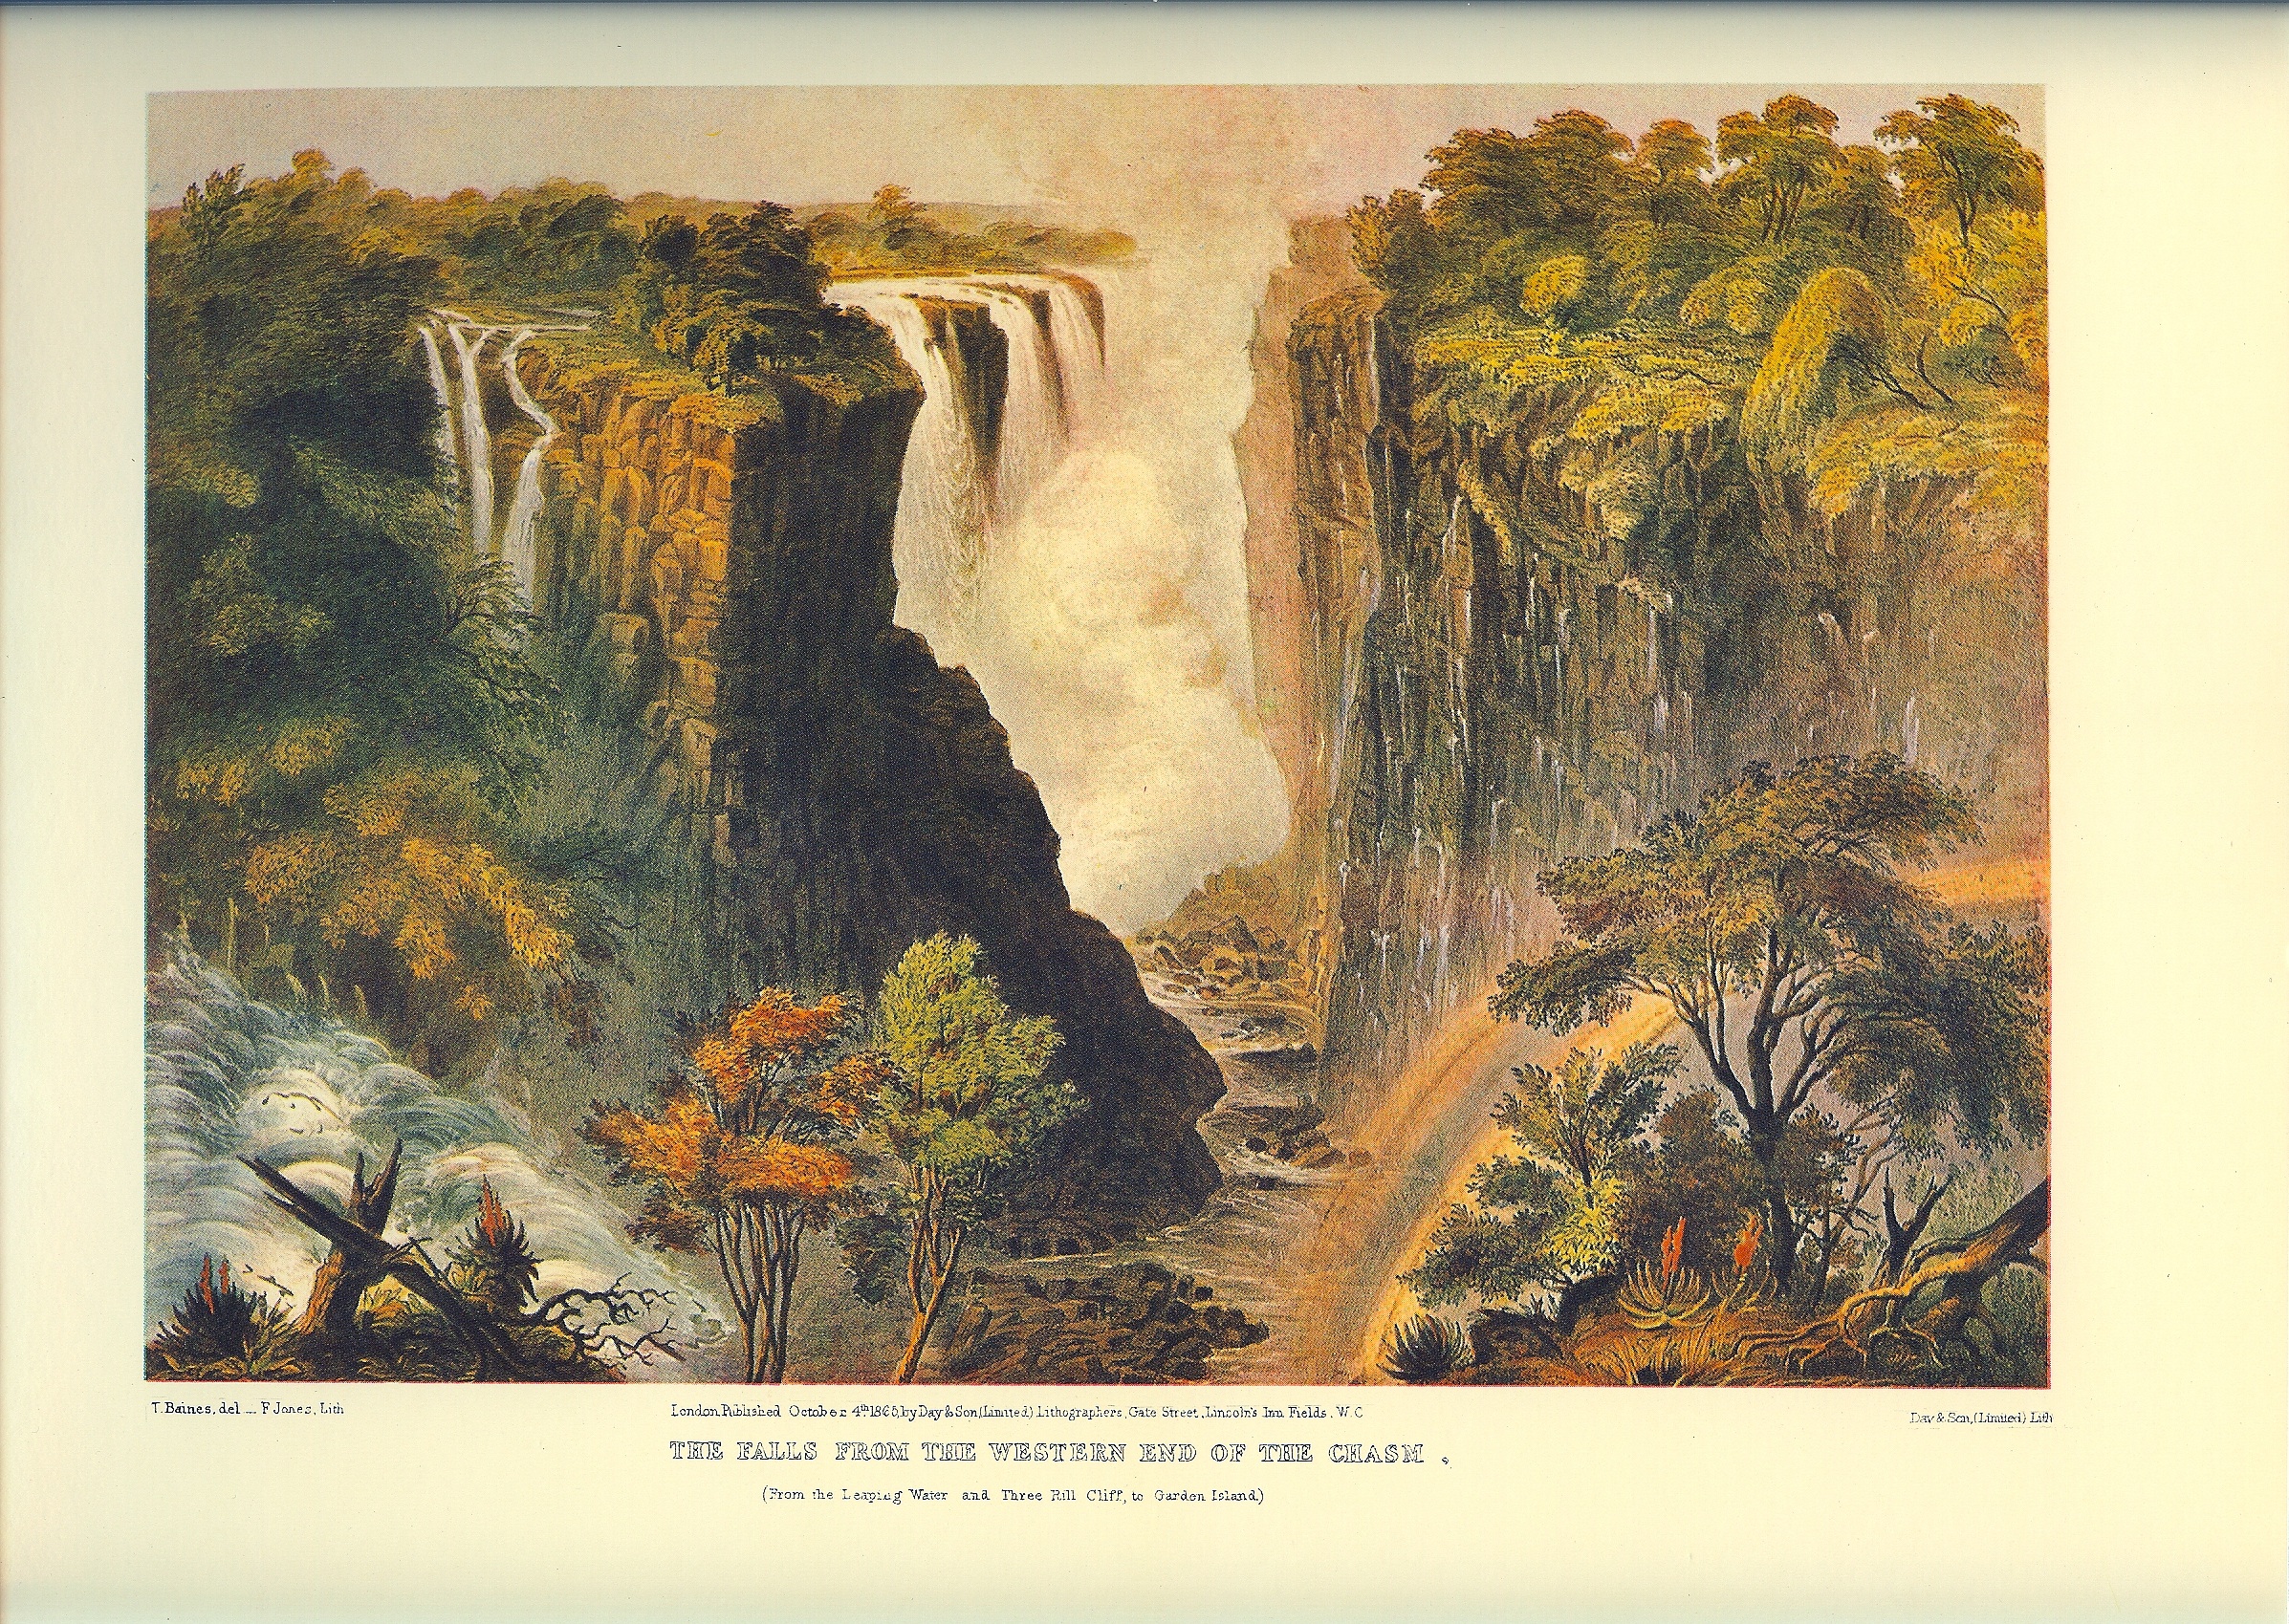 T. Baines, del — F Jones, Lith
London. Published October 4th 1865, by Day & Son, (Limited) Lithographers, Gate Street, Lincoln's Inn Fields, W.C
Day & Son, (Limited) Lith
THE FALLS FROM THE WESTERN END OF THE CHASM.
(From the Leaping Water and Three Rill Cliff, to Garden Island.)